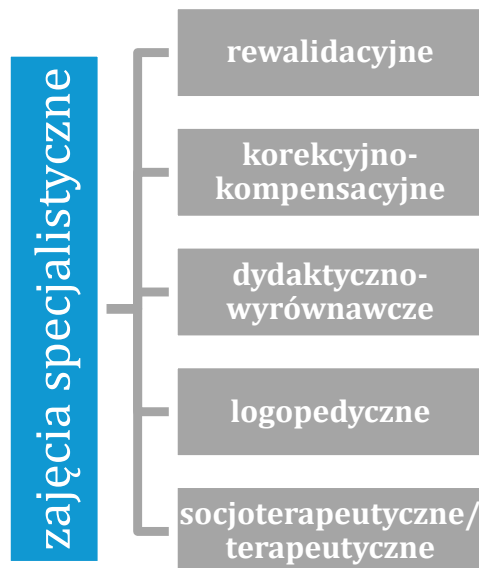 zajęcia specjalistyczne
rewalidacyjne
korekcyjno-
kompensacyjne
dydaktyczno-
wyrównawcze
logopedyczne
socjoterapeutyczne/
terapeutyczne